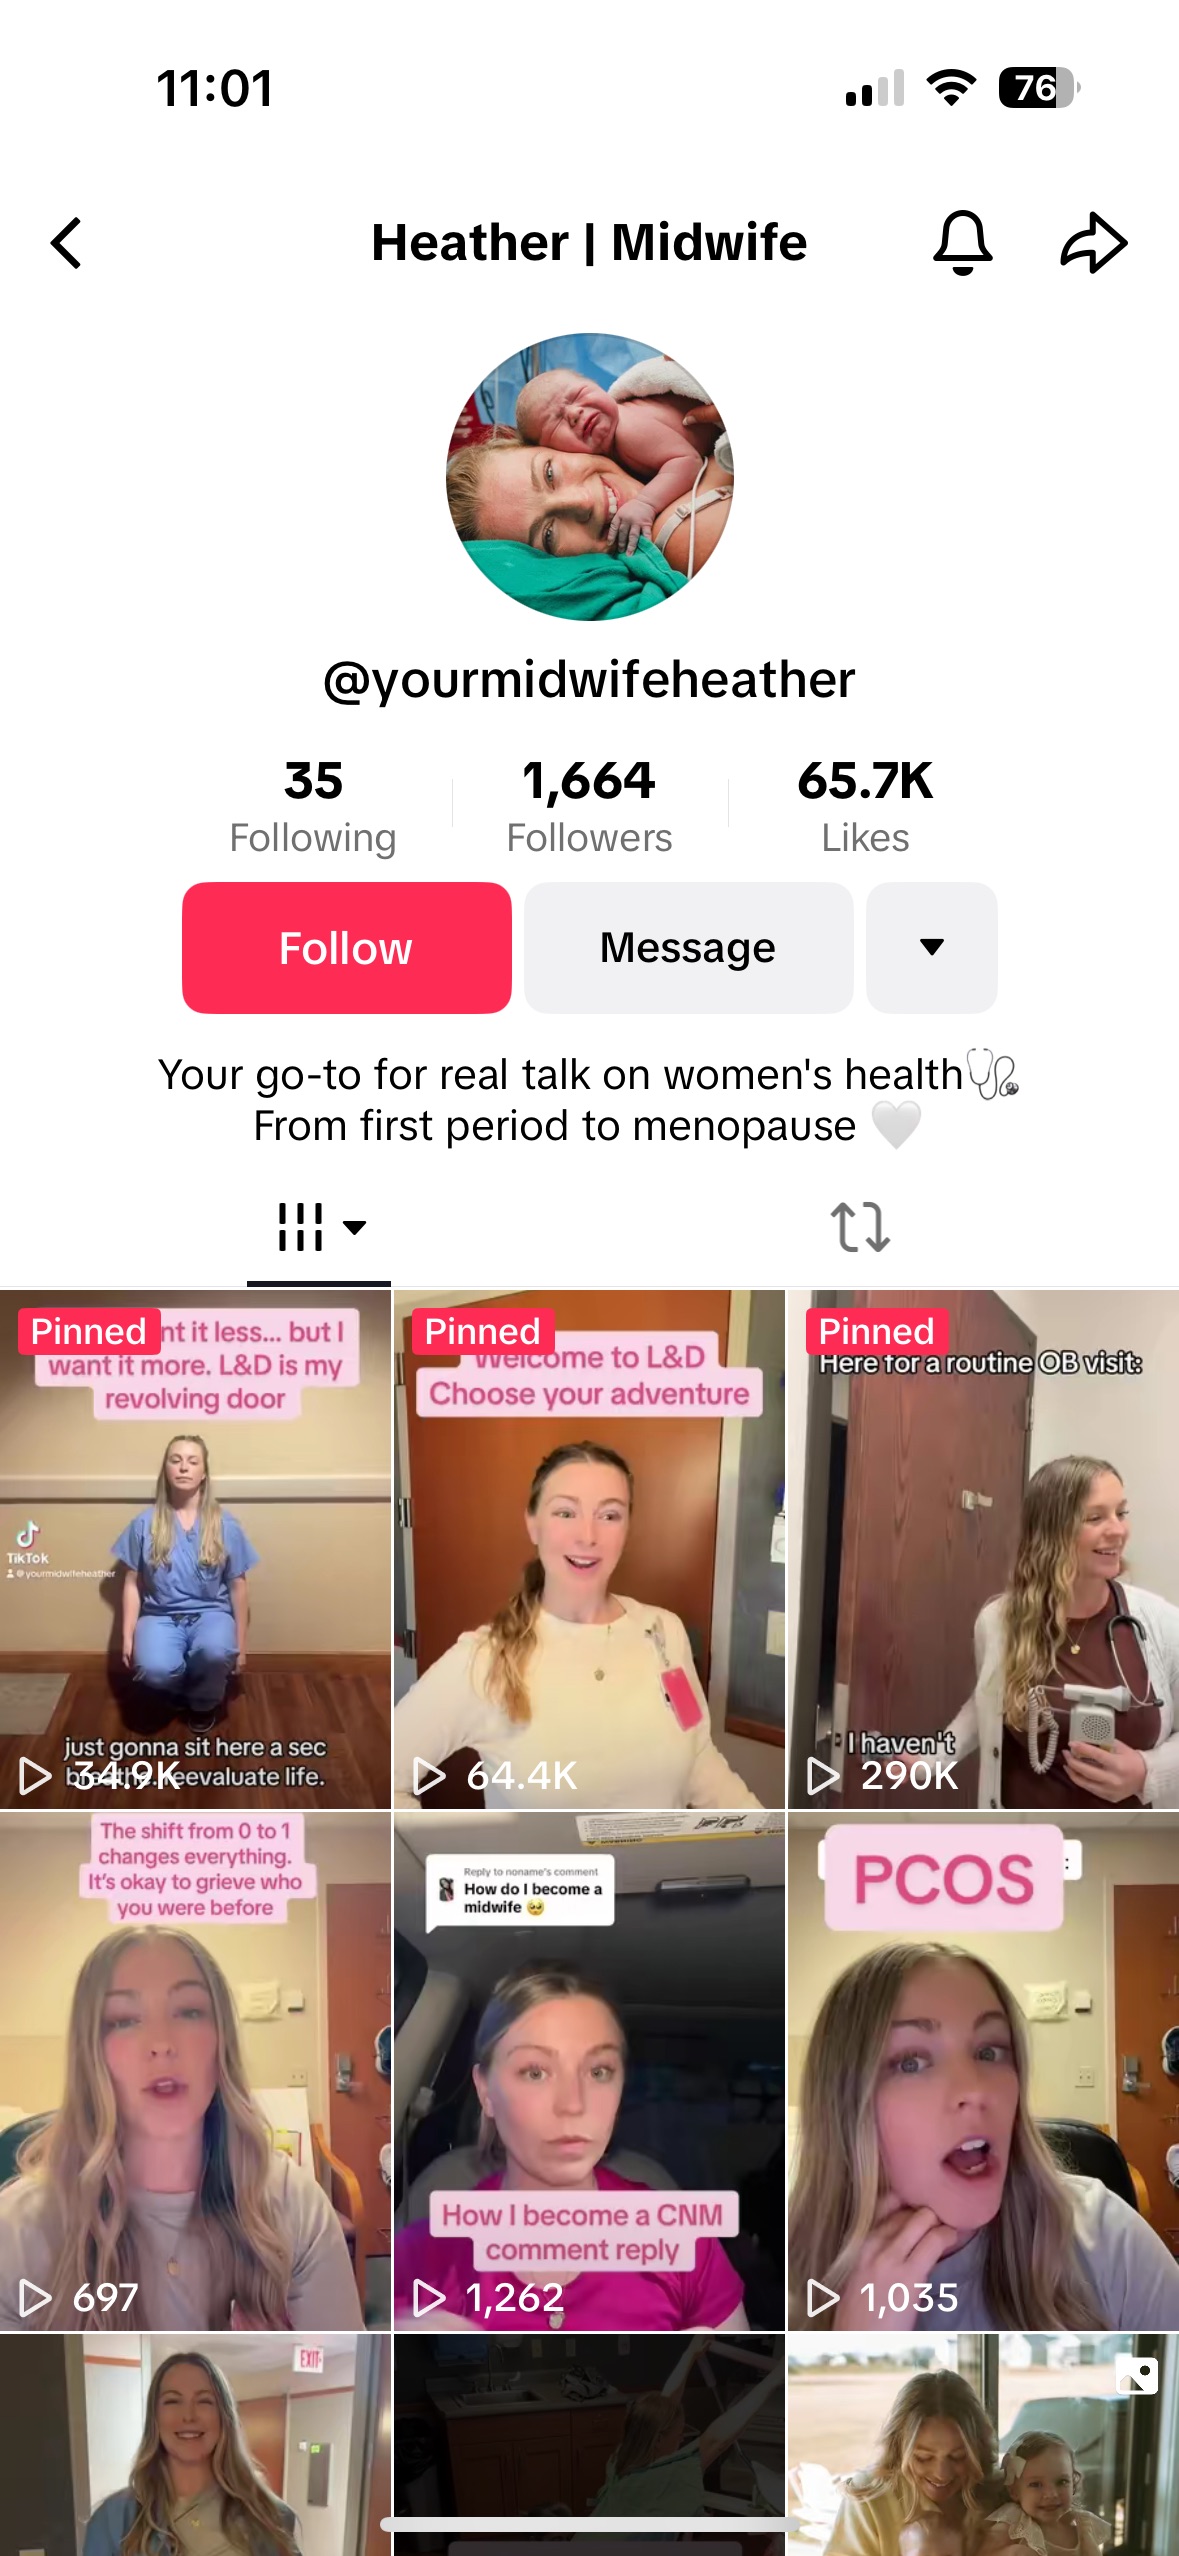 11:01
76
Heather | Midwife
@yourmidwifeheather
35
Following
1,664
Followers
65.7K
Likes
Follow
Message
Your go-to for real talk on women's health🩺
From first period to menopause 🤍
Pinned
it less... but I
want it more. L&D is my
revolving door
TikTok
@yourmidwifeheather
just gonna sit here a sec
breathe. reevaluate life.
34.9K
Pinned
Welcome to L&D
Choose your adventure
64.4K
Pinned
Here for a routine OB visit:
I haven't
290K
The shift from 0 to 1
changes everything.
It's okay to grieve who
you were before
697
Reply to noname's comment
How do I become a
midwife 🥺
How I become a CNM
comment reply
1,262
PCOS
:
1,035
EXIT